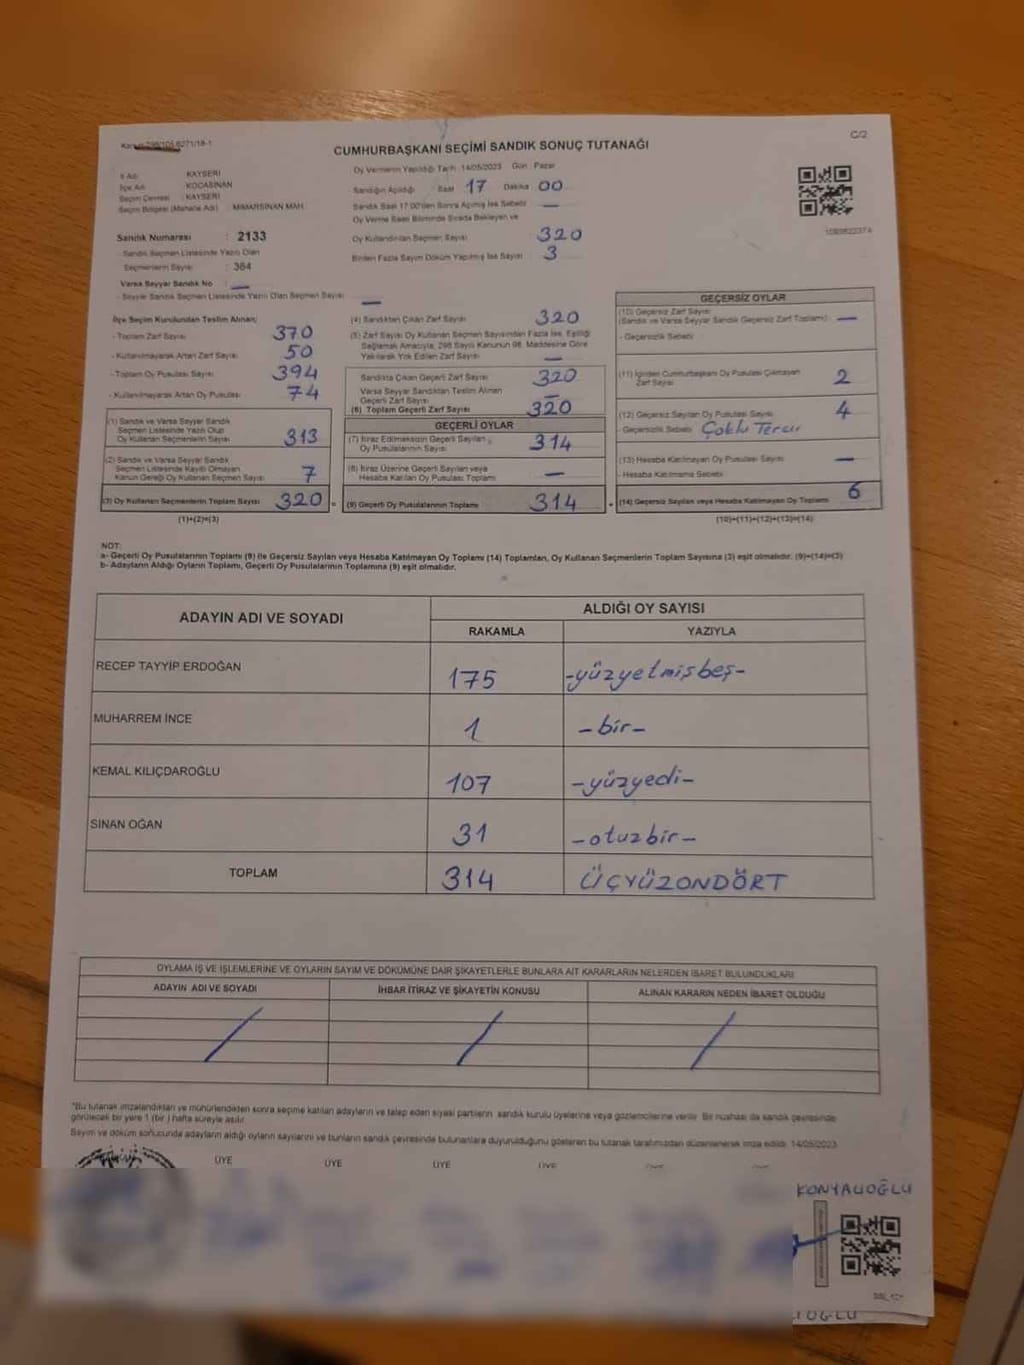 C/2
CUMHURBAŞKANI SEÇİMİ SANDIK SONUÇ TUTANAĞI
İl Adı : KAYSERİ
İlçe Adı : KOCASİNAN
Seçim Çevresi : KAYSERİ
Seçim Bölgesi (Mahalle Adı) : MİMARSİNAN MAH.
Sandık Numarası : 2133
- Sandık Seçmen Listesinde Yazılı Olan
Seçmenlerin Sayısı : 384
Varsa Seyyar Sandık No : —
- Seyyar Sandık Seçmen Listesinde Yazılı Olan Seçmen Sayısı : —
Oy Vermenin Yapıldığı Tarih : 14/05/2023 Gün : Pazar
Sandığın Açıldığı Saat 17 Dakika 00
Sandık Saat 17:00'den Sonra Açılmış İse Sebebi —
Oy Verme Saati Bitiminde Sırada Bekleyen ve
Oy Kullandırılan Seçmen Sayısı 320
Birden Fazla Sayım Döküm Yapılmış İse Sayısı 3
İlçe Seçim Kurulundan Teslim Alınan;
- Toplam Zarf Sayısı 370
- Kullanılmayarak Artan Zarf Sayısı 50
- Toplam Oy Pusulası Sayısı 394
- Kullanılmayarak Artan Oy Pusulası 74
(1) Sandık ve Varsa Seyyar Sandık
Seçmen Listesinde Yazılı Olup
Oy Kullanan Seçmenlerin Sayısı 313
(2) Sandık ve Varsa Seyyar Sandık
Seçmen Listesinde Kayıtlı Olmayan
Kanun Gereği Oy Kullanan Seçmen Sayısı 7
(3) Oy Kullanan Seçmenlerin Toplam Sayısı 320 =
(1)+(2)=(3)
(4) Sandıktan Çıkan Zarf Sayısı 320
(5) Zarf Sayısı Oy Kullanan Seçmen Sayısından Fazla İse, Eşitliği
Sağlamak Amacıyla, 298 Sayılı Kanunun 98. Maddesine Göre
Yakılarak Yok Edilen Zarf Sayısı —
Sandıkta Çıkan Geçerli Zarf Sayısı 320
Varsa Seyyar Sandıktan Teslim Alınan
Geçerli Zarf Sayısı —
(6) Toplam Geçerli Zarf Sayısı 320
GEÇERLİ OYLAR
(7) İtiraz Edilmeksizin Geçerli Sayılan
Oy Pusulalarının Sayısı 314
(8) İtiraz Üzerine Geçerli Sayılan veya
Hesaba Katılan Oy Pusulası Toplamı —
(9) Geçerli Oy Pusulalarının Toplamı 314 +
GEÇERSİZ OYLAR
(10) Geçersiz Zarf Sayısı
(Sandık ve Varsa Seyyar Sandık Geçersiz Zarf Toplamı) —
- Geçersizlik Sebebi
(11) İçinden Cumhurbaşkanı Oy Pusulası Çıkmayan
Zarf Sayısı 2
(12) Geçersiz Sayılan Oy Pusulası Sayısı 4
- Geçersizlik Sebebi Çoklu Tercih
(13) Hesaba Katılmayan Oy Pusulası Sayısı —
- Hesaba Katılmama Sebebi
(14) Geçersiz Sayılan veya Hesaba Katılmayan Oy Toplamı 6
(10)+(11)+(12)+(13)=(14)
NOT:
a- Geçerli Oy Pusulalarının Toplamı (9) ile Geçersiz Sayılan veya Hesaba Katılmayan Oy Toplamı (14) Toplamları, Oy Kullanan Seçmenlerin Toplam Sayısına (3) eşit olmalıdır. (9)+(14)=(3)
b- Adayların Aldığı Oyların Toplamı, Geçerli Oy Pusulalarının Toplamına (9) eşit olmalıdır.
ADAYIN ADI VE SOYADI
ALDIĞI OY SAYISI
RAKAMLA YAZIYLA
RECEP TAYYİP ERDOĞAN 175 -yüzyetmişbeş-
MUHARREM İNCE 1 -bir-
KEMAL KILIÇDAROĞLU 107 -yüzyedi-
SİNAN OĞAN 31 -otuzbir-
TOPLAM 314 ÜÇYÜZONDÖRT
OYLAMA İŞ VE İŞLEMLERİNE VE OYLARIN SAYIM VE DÖKÜMÜNE DAİR ŞİKAYETLERLE BUNLARA AİT KARARLARIN NELERDEN İBARET BULUNDUKLARI
ADAYIN ADI VE SOYADI İHBAR İTİRAZ VE ŞİKAYETİN KONUSU ALINAN KARARIN NEDEN İBARET OLDUĞU
*Bu tutanak imzalandıktan ve mühürlendikten sonra seçime katılan adayların ve talep eden siyasi partilerin sandık kurulu üyelerine veya gözlemcilerine verilir. Bir nüshası da sandık çevresinde
görülecek bir yere 1 (bir) hafta süreyle asılır.
Sayım ve döküm sonucunda adayların aldığı oyların sayılarını ve bunların sandık çevresinde bulunanlara duyurulduğunu gösteren bu tutanak tarafımızdan düzenlenerek imza edildi. 14/05/2023
ÜYE ÜYE ÜYE ÜYE
KONYALIOĞLU